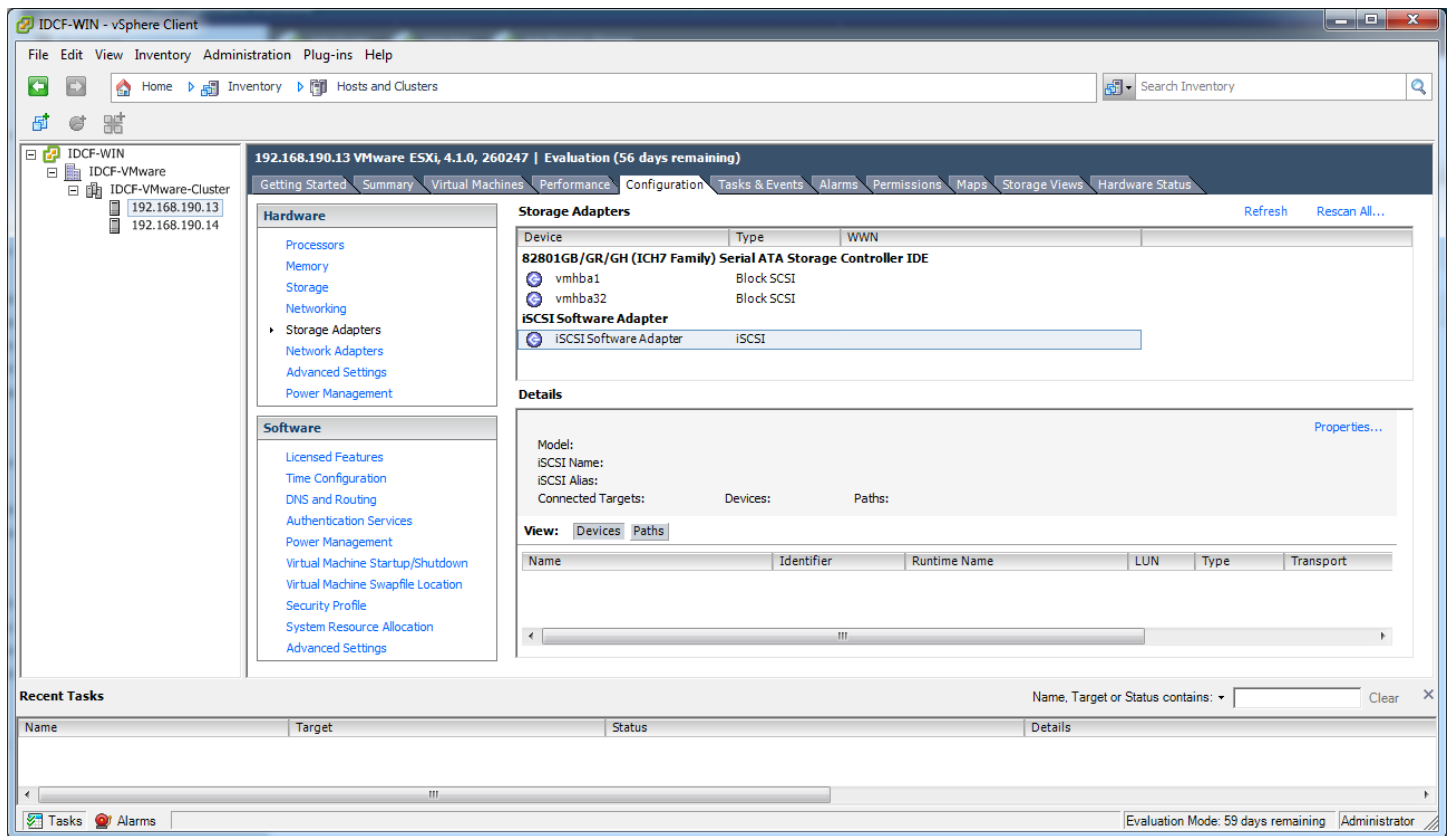 IDCF-WIN - vSphere Client
File Edit View Inventory Administration Plug-ins Help
Home Inventory Hosts and Clusters
Search Inventory
IDCF-WIN
IDCF-VMware
IDCF-VMware-Cluster
192.168.190.13
192.168.190.14
192.168.190.13 VMware ESXi, 4.1.0, 260247 | Evaluation (56 days remaining)
Getting Started Summary Virtual Machines Performance Configuration Tasks & Events Alarms Permissions Maps Storage Views Hardware Status
Hardware
Processors
Memory
Storage
Networking
Storage Adapters
Network Adapters
Advanced Settings
Power Management
Software
Licensed Features
Time Configuration
DNS and Routing
Authentication Services
Power Management
Virtual Machine Startup/Shutdown
Virtual Machine Swapfile Location
Security Profile
System Resource Allocation
Advanced Settings
Storage Adapters Refresh Rescan All...
Device Type WWN
82801GB/GR/GH (ICH7 Family) Serial ATA Storage Controller IDE
vmhba1 Block SCSI
vmhba32 Block SCSI
iSCSI Software Adapter
iSCSI Software Adapter iSCSI
Details
Properties...
Model:
iSCSI Name:
iSCSI Alias:
Connected Targets: Devices: Paths:
View: Devices Paths
Name Identifier Runtime Name LUN Type Transport
Recent Tasks Name, Target or Status contains: Clear
Name Target Status Details
Tasks Alarms Evaluation Mode: 59 days remaining Administrator